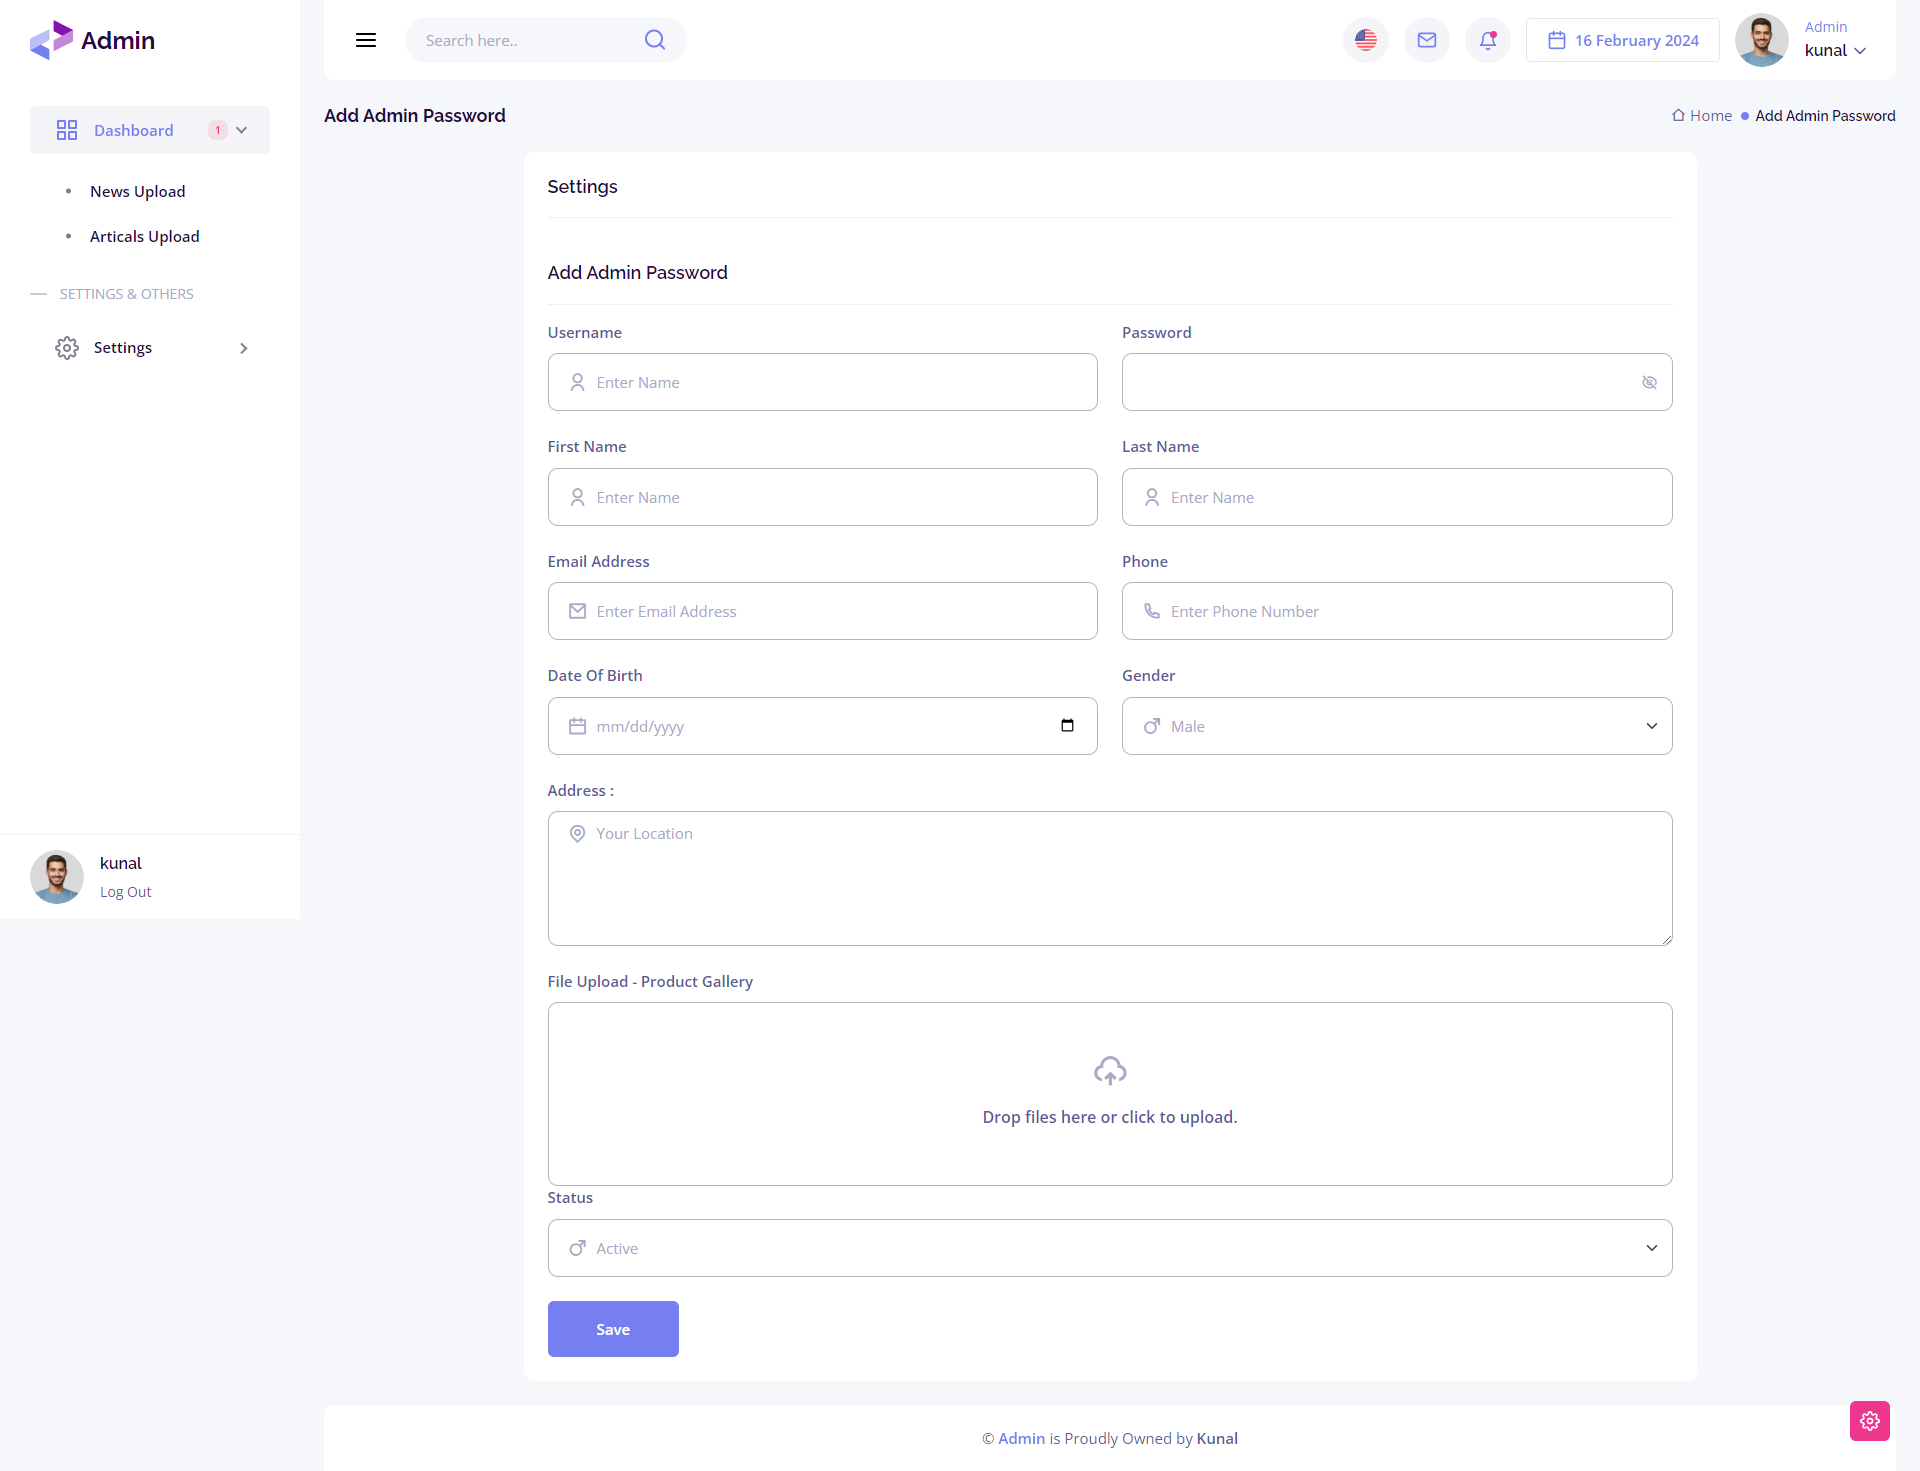 Admin
Search here..
16 February 2024
Admin
kunal
Dashboard 1
News Upload
Articals Upload
SETTINGS & OTHERS
Settings
kunal
Log Out
Add Admin Password
Home Add Admin Password
Settings
Add Admin Password
Username
Enter Name
Password
First Name
Enter Name
Last Name
Enter Name
Email Address
Enter Email Address
Phone
Enter Phone Number
Date Of Birth
mm/dd/yyyy
Gender
Male
Address :
Your Location
File Upload - Product Gallery
Drop files here or click to upload.
Status
Active
Save
© Admin is Proudly Owned by Kunal